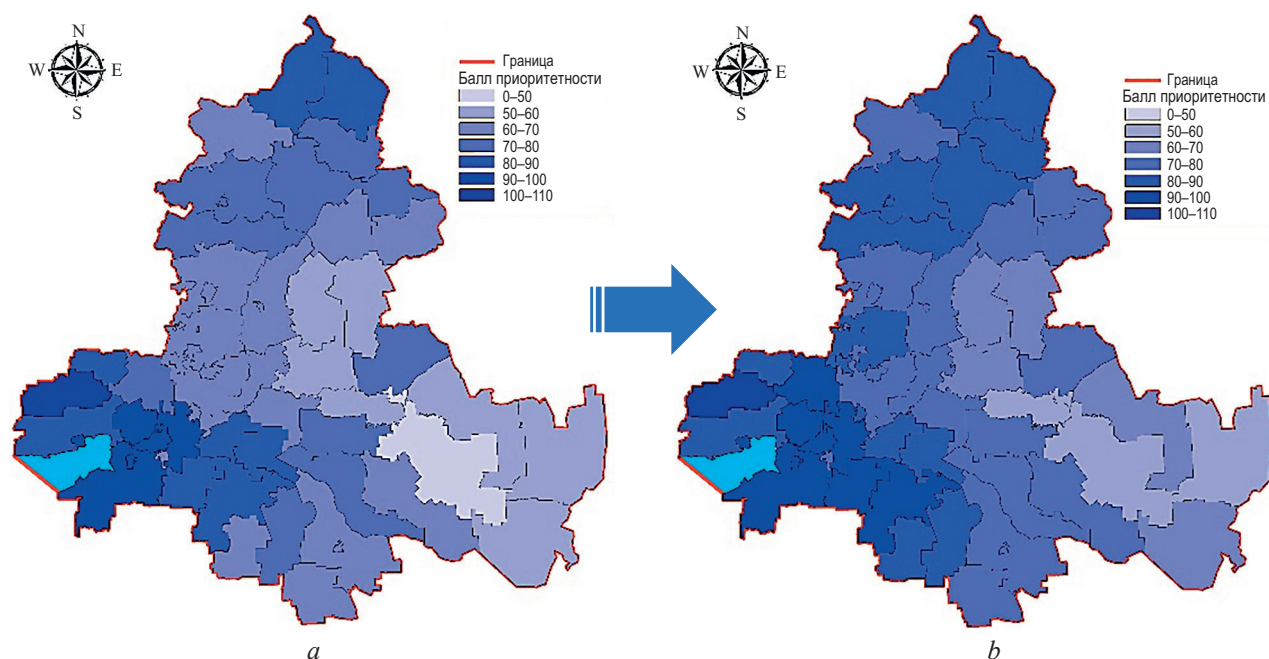 N
W E
S
Граница
Балл приоритетности
0–50
50–60
60–70
70–80
80–90
90–100
100–110
a
N
W E
S
Граница
Балл приоритетности
0–50
50–60
60–70
70–80
80–90
90–100
100–110
b